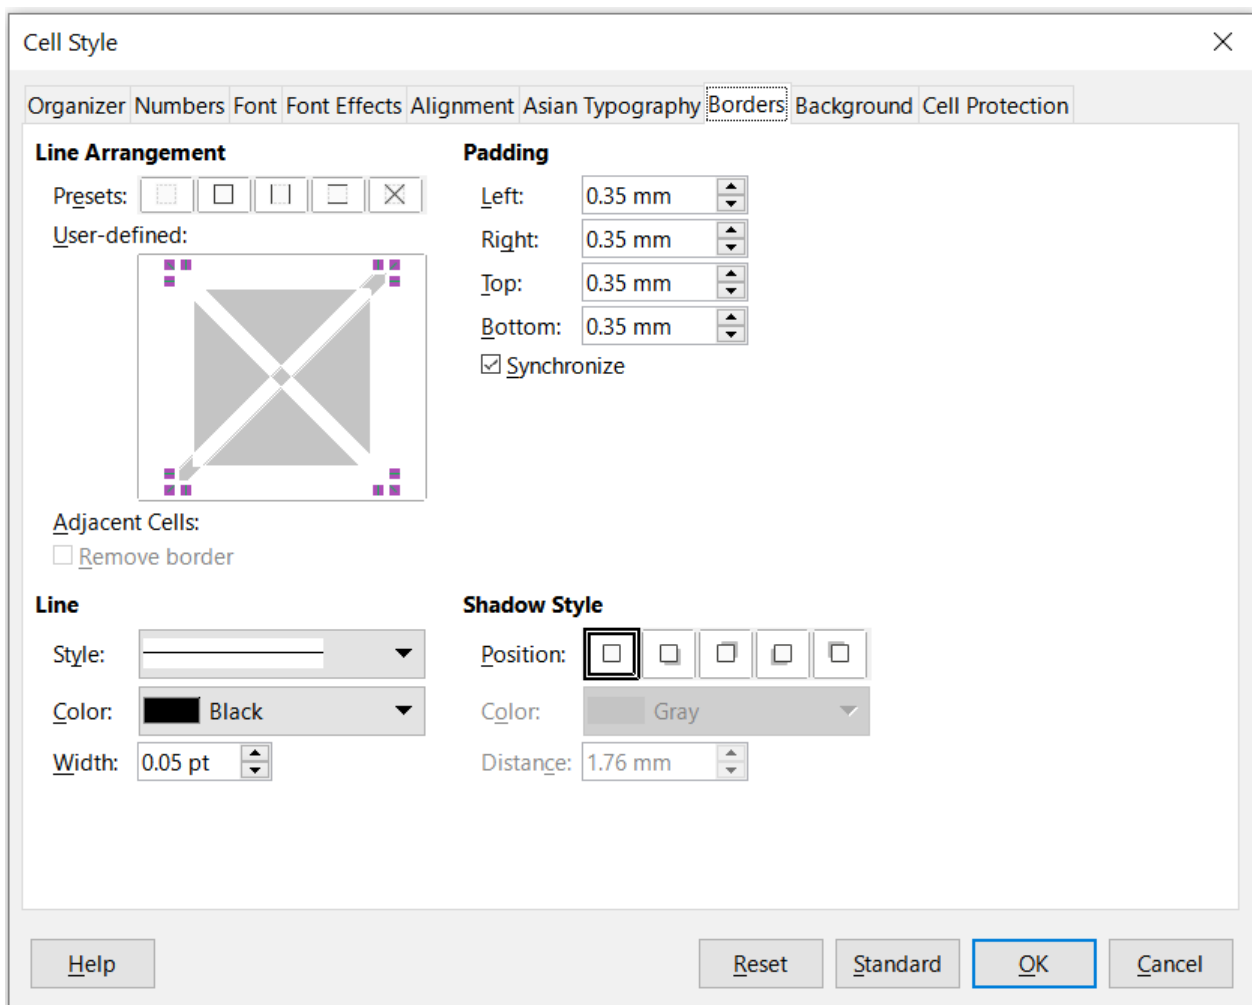 Cell Style
Organizer Numbers Font Font Effects Alignment Asian Typography Borders Background Cell Protection
Line Arrangement
Presets:
User-defined:
Adjacent Cells:
Remove border
Padding
Left: 0.35 mm
Right: 0.35 mm
Top: 0.35 mm
Bottom: 0.35 mm
Synchronize
Line
Style:
Color: Black
Width: 0.05 pt
Shadow Style
Position:
Color: Gray
Distance: 1.76 mm
Help Reset Standard OK Cancel